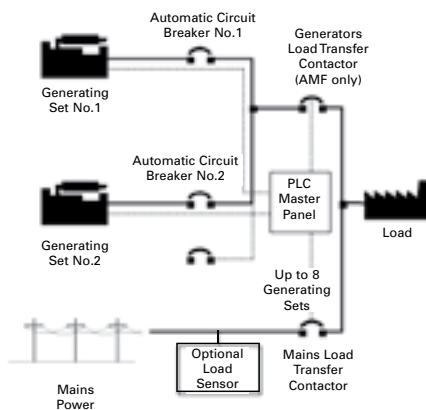 Automatic Circuit
Breaker No.1
Generators
Load Transfer
Contactor
(AMF only)
Generating
Set No.1
Automatic Circuit
Breaker No.2
PLC
Master
Panel
Load
Generating
Set No.2
Up to 8
Generating
Sets
Optional
Load
Sensor
Mains Load
Transfer
Contactor
Mains
Power